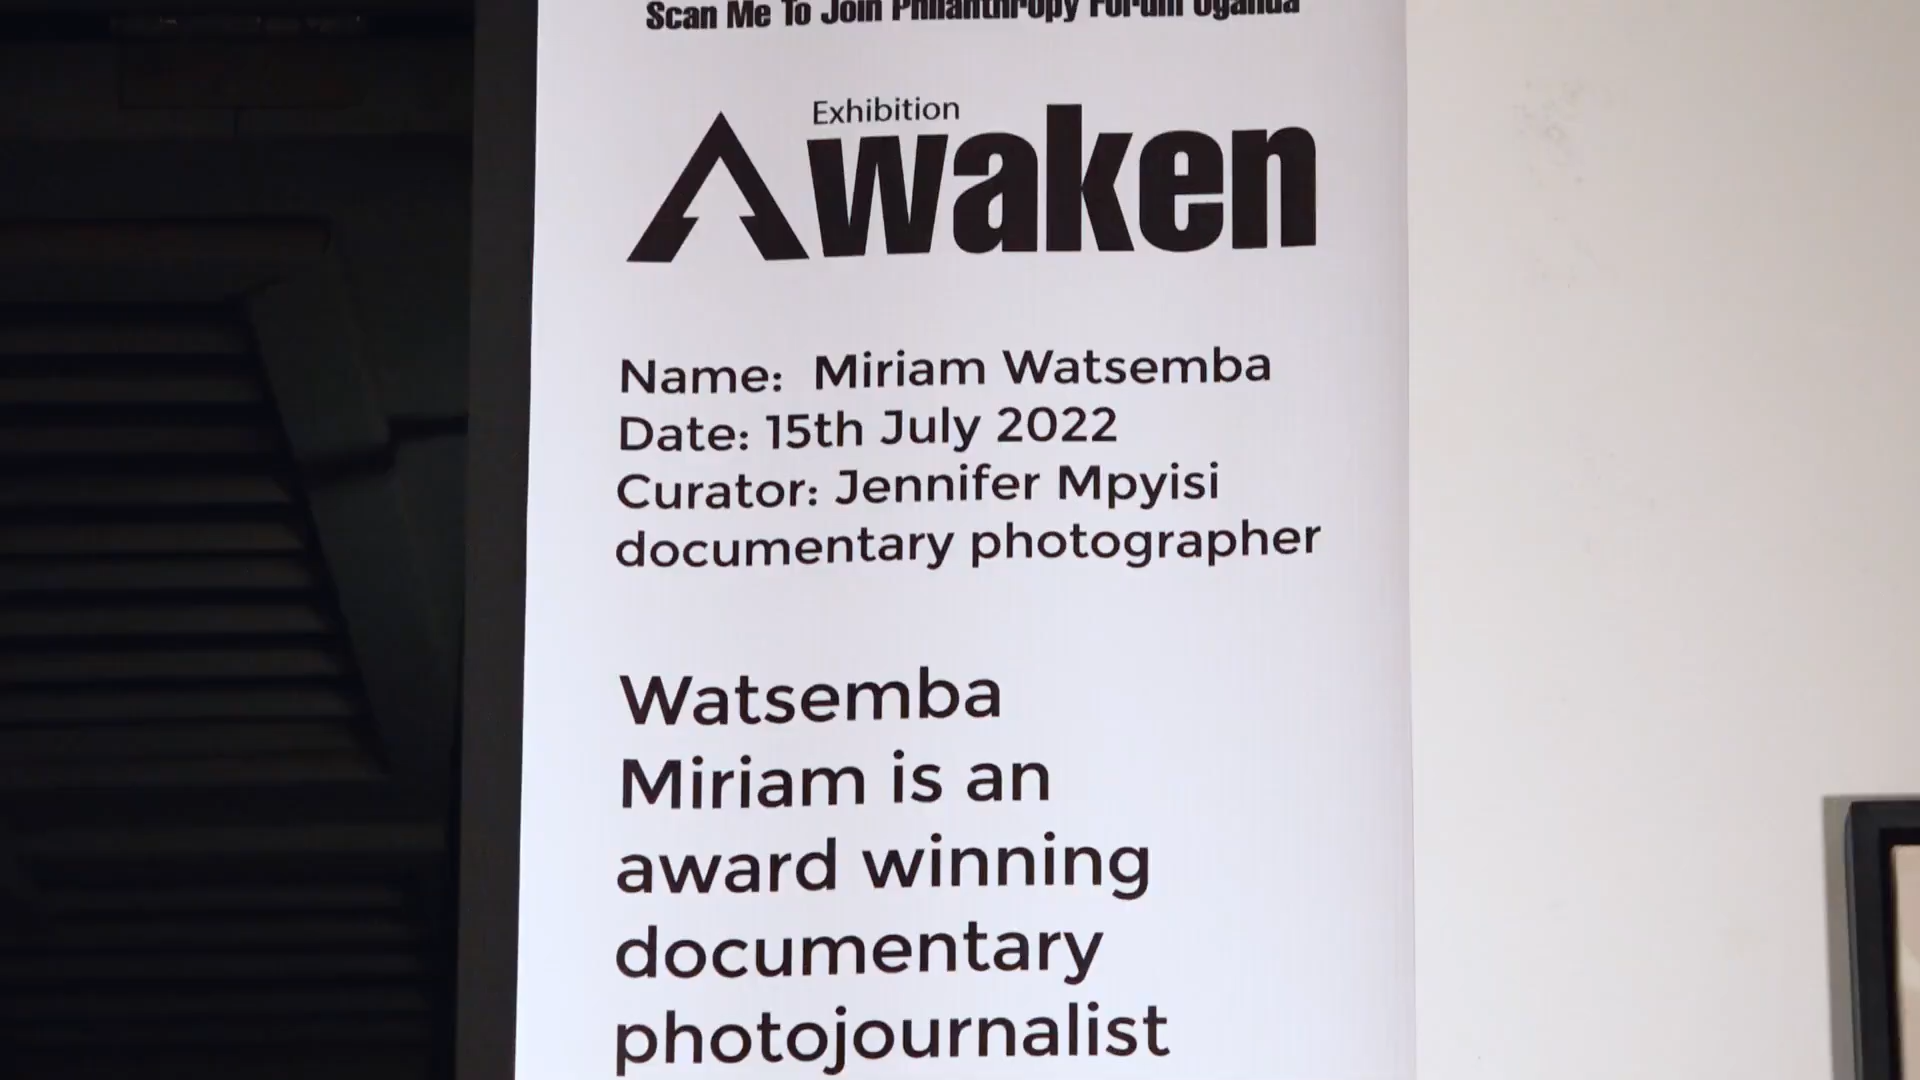 Scan Me To Join Philanthropy Forum Uganda
Exhibition
Awaken
Name: Miriam Watsemba
Date: 15th July 2022
Curator: Jennifer Mpyisi
documentary photographer
Watsemba
Miriam is an
award winning
documentary
photojournalist